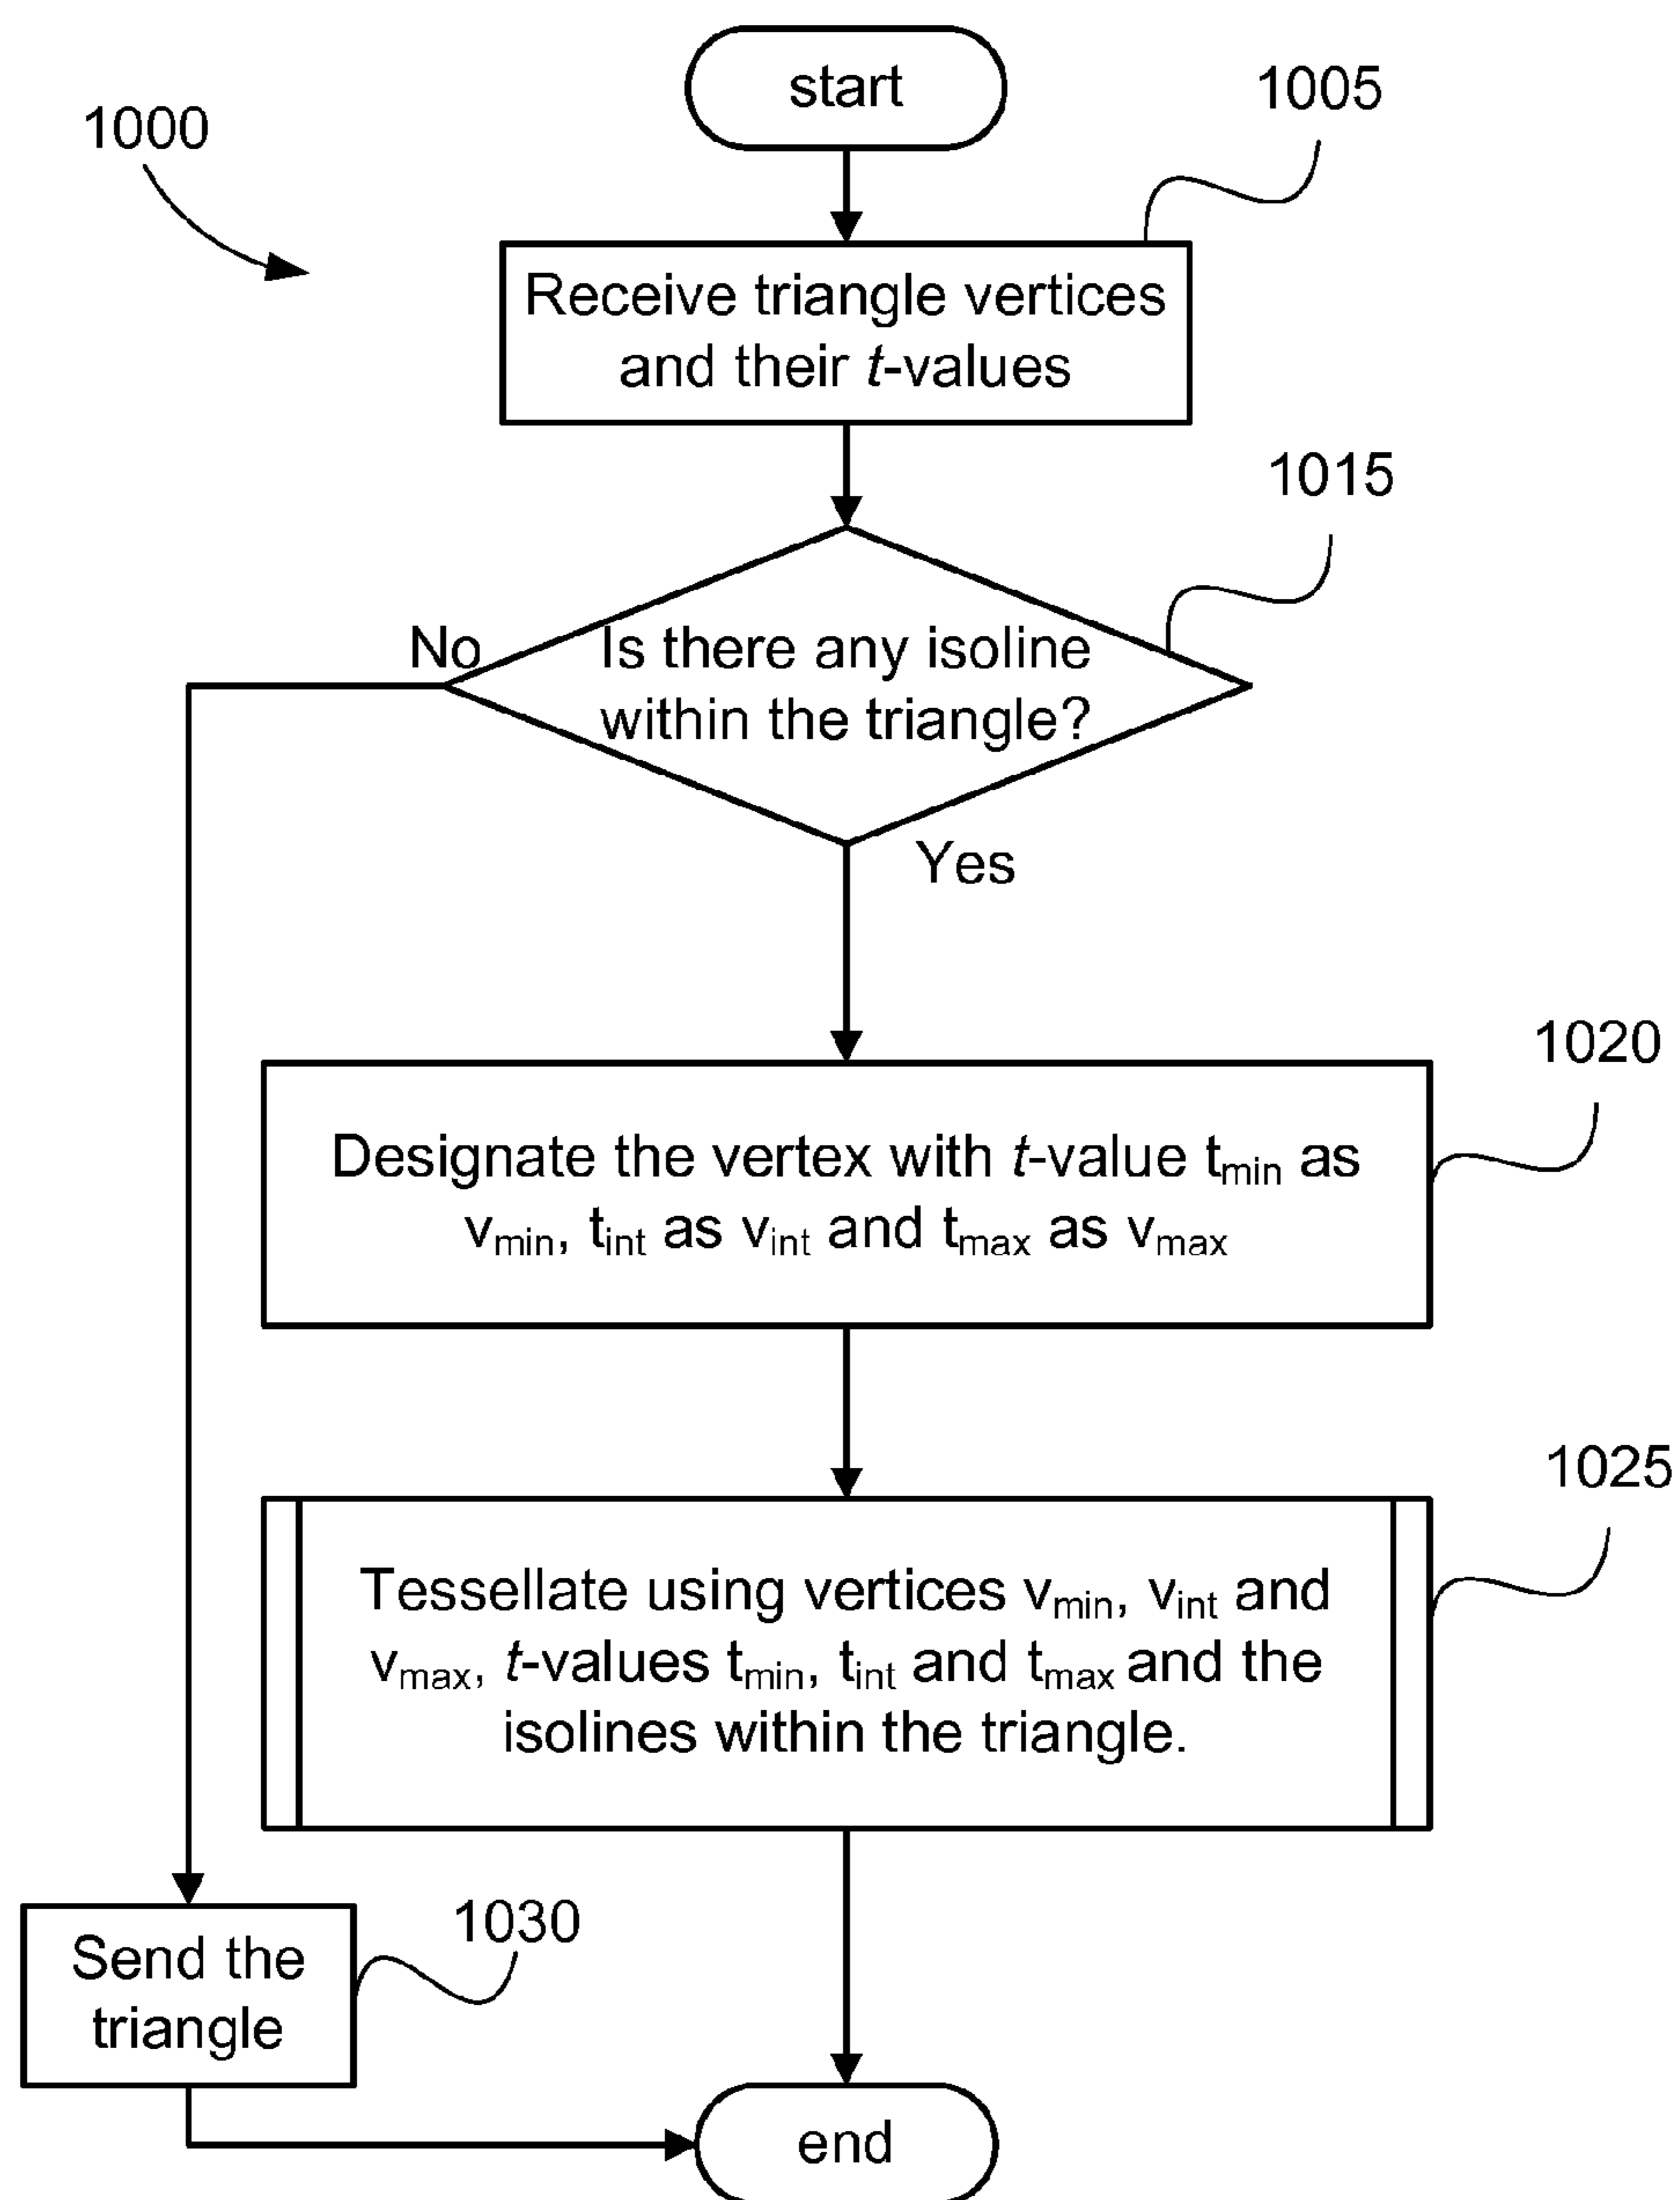 start
1005
1000
Receive triangle vertices
and their t-values
1015
No
Is there any isoline
within the triangle?
Yes
1020
Designate the vertex with t-value tmin as
vmin, tint as vint and tmax as vmax
1025
Tessellate using vertices vmin, vint and
vmax, t-values tmin, tint and tmax and the
isolines within the triangle.
1030
Send the
triangle
end